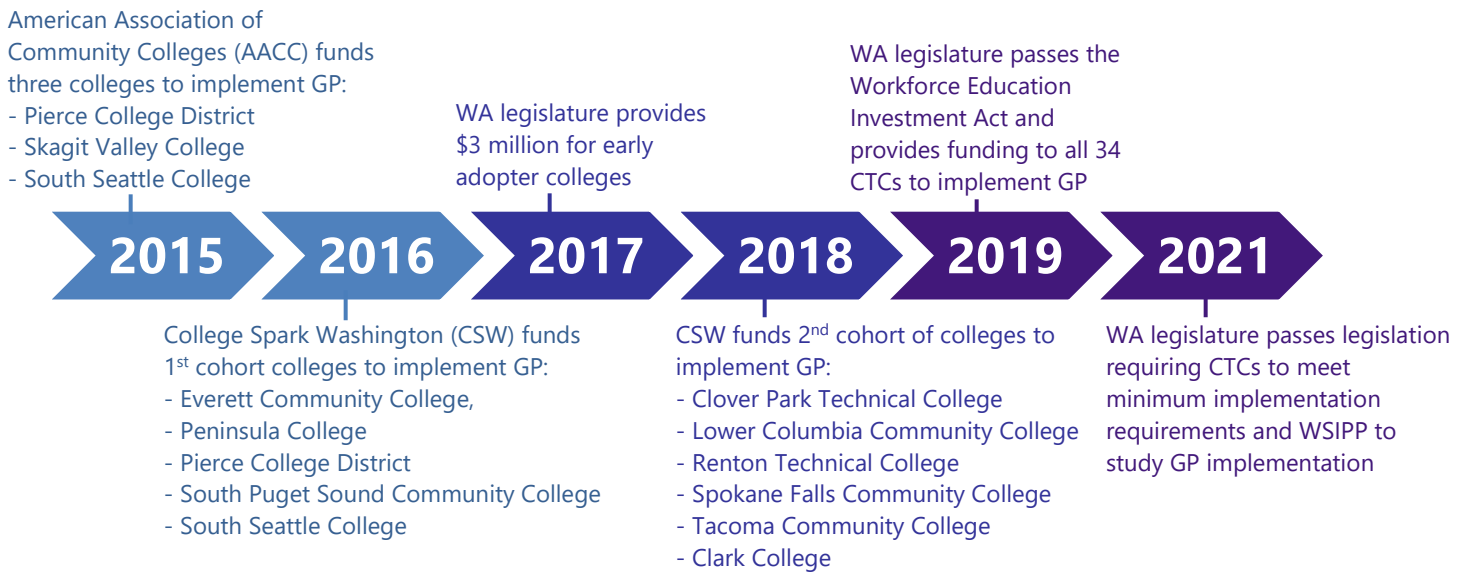 American Association of
Community Colleges (AACC) funds
three colleges to implement GP:
- Pierce College District
- Skagit Valley College
- South Seattle College
WA legislature provides
$3 million for early
adopter colleges
WA legislature passes the
Workforce Education
Investment Act and
provides funding to all 34
CTCs to implement GP
2015
2016
2017
2018
2019
2021
College Spark Washington (CSW) funds
1st cohort colleges to implement GP:
- Everett Community College,
- Peninsula College
- Pierce College District
- South Puget Sound Community College
- South Seattle College
CSW funds 2nd cohort of colleges to
implement GP:
- Clover Park Technical College
- Lower Columbia Community College
- Renton Technical College
- Spokane Falls Community College
- Tacoma Community College
- Clark College
WA legislature passes legislation
requiring CTCs to meet
minimum implementation
requirements and WSIPP to
study GP implementation